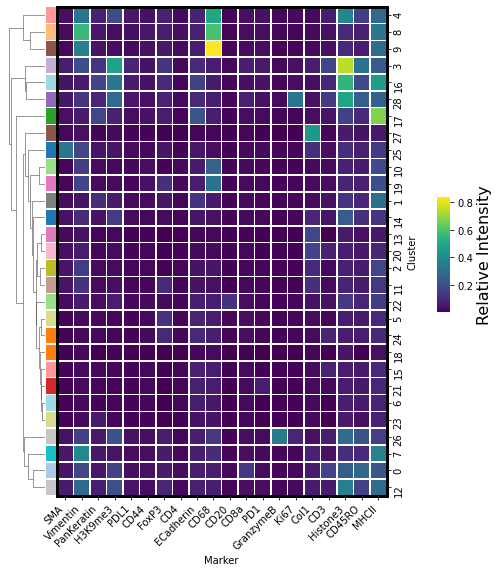 4
8
9
3
16
28
17
27
25
10
19
1
14
13
20
2
11
22
5
24
18
15
21
6
23
26
7
0
12
Cluster
0.8
0.6
0.4
0.2
Relative Intensity
SMA
Vimentin
PanKeratin
H3K9me3
PDL1
CD44
FoxP3
CD4
ECadherin
CD68
CD20
CD8a
PD1
GranzymeB
Ki67
Col1
CD3
Histone3
CD45RO
MHCII
Marker